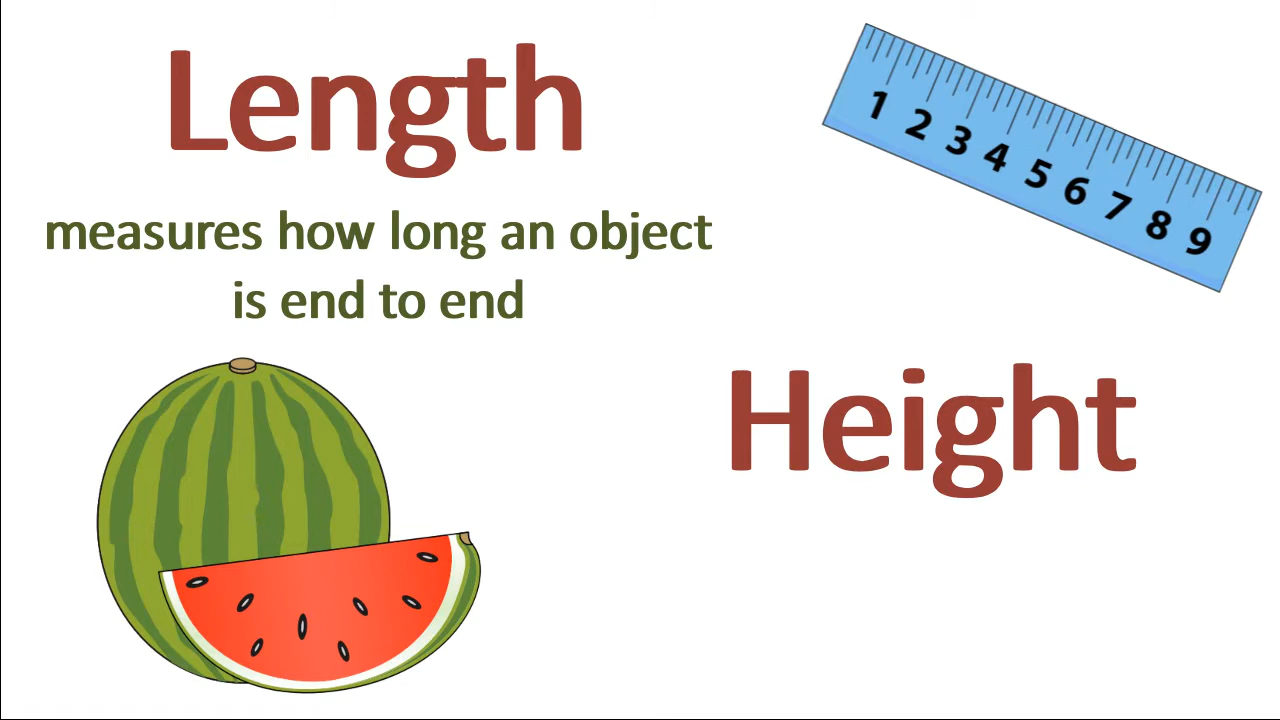 Length
measures how long an object
is end to end
1 2 3 4 5 6 7 8 9
Height